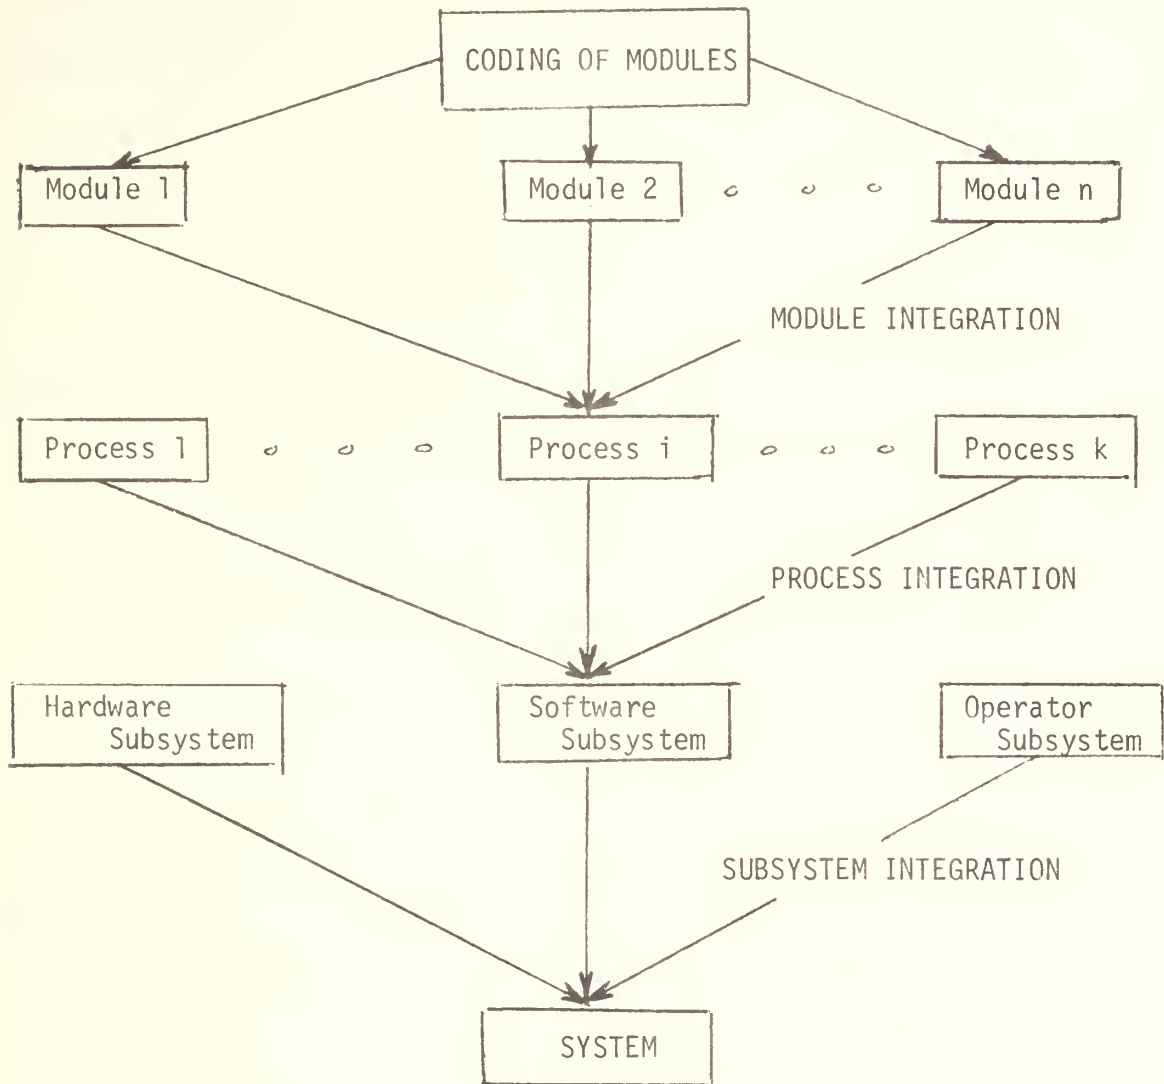 CODING OF MODULES
Module 1
Module 2
Module n
MODULE INTEGRATION
Process 1
Process i
Process k
PROCESS INTEGRATION
Hardware
Subsystem
Software
Subsystem
Operator
Subsystem
SUBSYSTEM INTEGRATION
SYSTEM